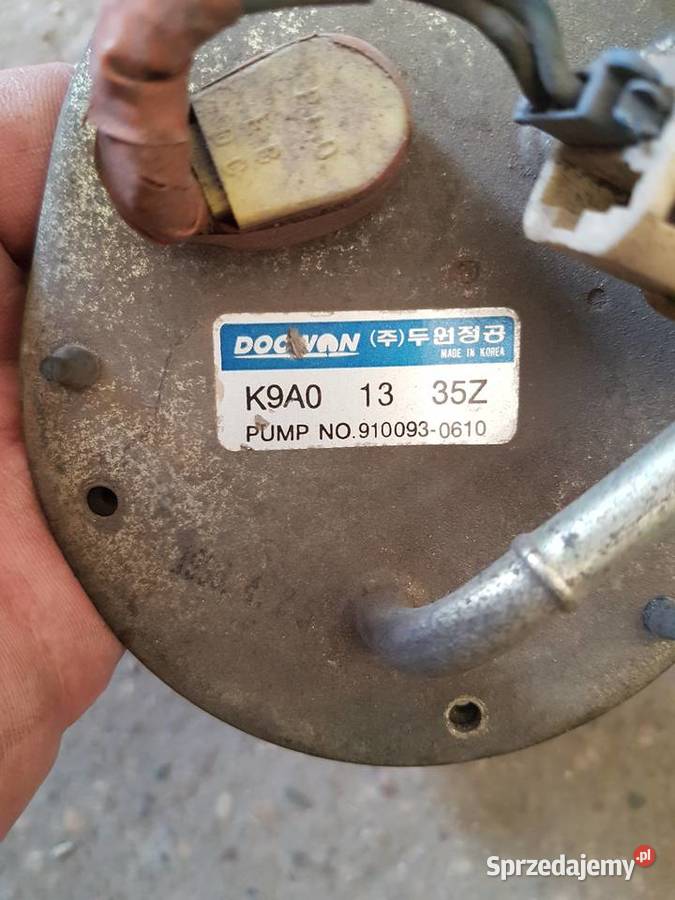 DOOWON (주)두원정공
MADE IN KOREA
K9A0 13 35Z
PUMP NO.910093-0610
Sprzedajemy.pl